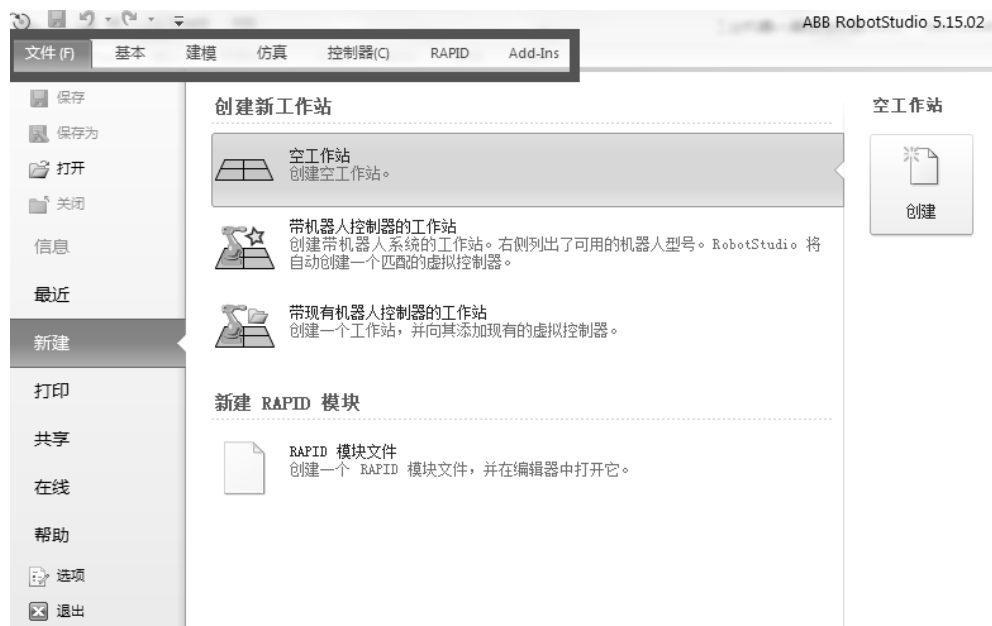 ABB RobotStudio 5.15.02
文件(F) 基本 建模 仿真 控制器(C) RAPID Add-Ins
保存
保存为
打开
关闭
信息
最近
新建
打印
共享
在线
帮助
选项
退出
创建新工作站
空工作站
创建空工作站。
带机器人控制器的工作站
创建带机器人系统的工作站。右侧列出了可用的机器人型号。RobotStudio 将
自动创建一个匹配的虚拟控制器。
带现有机器人控制器的工作站
创建一个工作站，并向其添加现有的虚拟控制器。
新建 RAPID 模块
RAPID 模块文件
创建一个 RAPID 模块文件，并在编辑器中打开它。
空工作站
创建